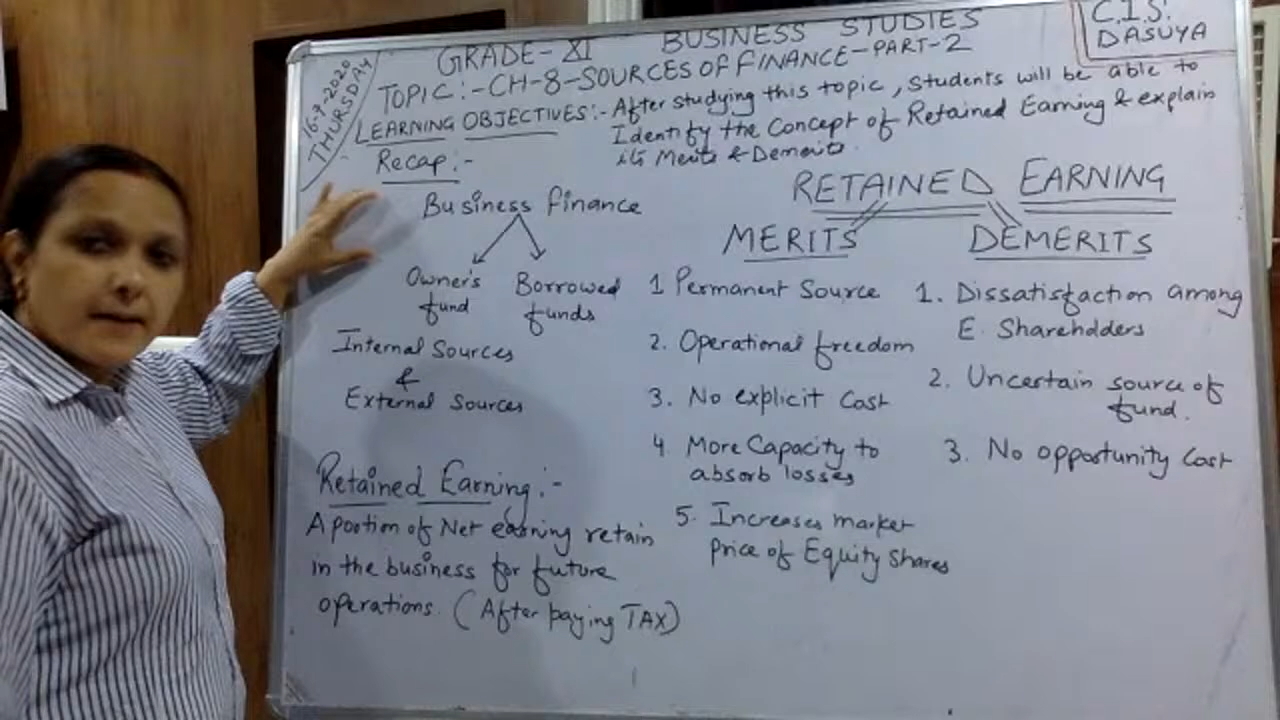 16-7-2020
THURSDAY
GRADE-XI BUSINESS STUDIES
C.I.S.
DASUYA
TOPIC:-CH-8-SOURCES OF FINANCE-PART-2
LEARNING OBJECTIVES:-After studying this topic, Students will be able to
Identify the Concept of Retained Earning & explain
its Merits & Demerits.
Recap:-
Business finance
Owner's
fund
Borrowed
funds
Internal Sources
&
External Sources
Retained Earning:-
A portion of Net earning retain
in the business for future
operations. (After paying TAX)
RETAINED EARNING
MERITS
1 Permanent Source
2. Operational freedom
3. No explicit Cost
4. More Capacity to
absorb losses
5. Increases market
price of Equity shares
DEMERITS
1. Dissatisfaction among
E. Shareholders
2. Uncertain source of
fund.
3. No opportunity Cost